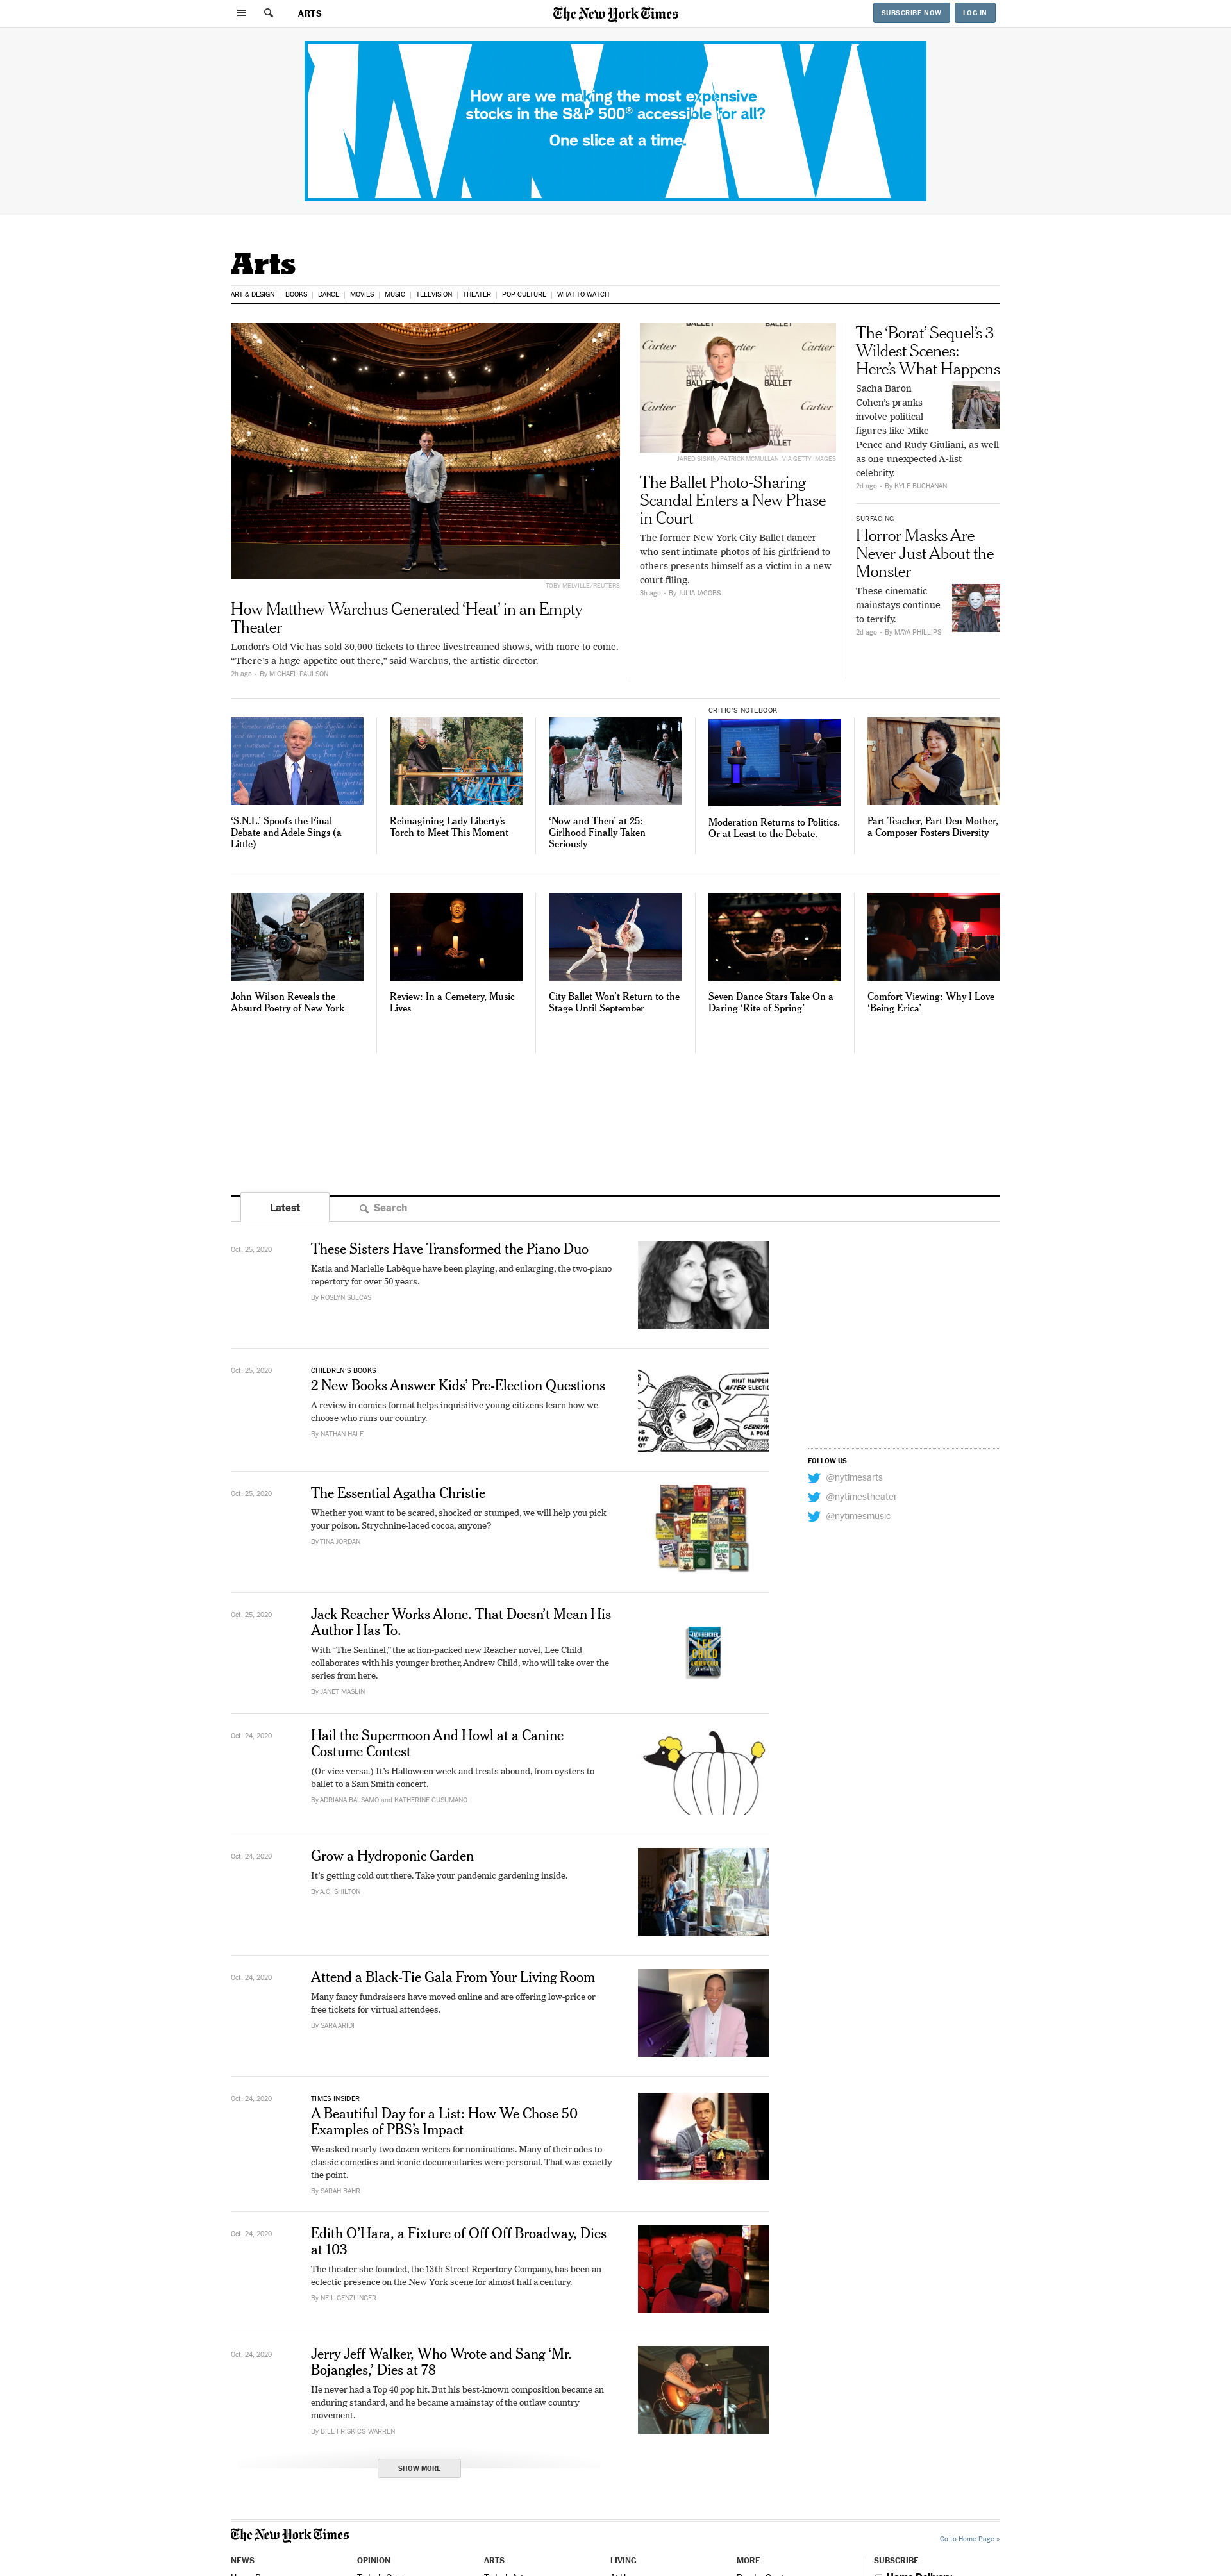 ARTS
The New York Times
SUBSCRIBE NOW
LOG IN
How are we making the most expensive
stocks in the S&P 500® accessible for all?
One slice at a time.
Arts
ART & DESIGN
BOOKS
DANCE
MOVIES
MUSIC
TELEVISION
THEATER
POP CULTURE
WHAT TO WATCH
TOBY MELVILLE/REUTERS
How Matthew Warchus Generated ‘Heat’ in an Empty
Theater
London’s Old Vic has sold 30,000 tickets to three livestreamed shows, with more to come.
“There’s a huge appetite out there,” said Warchus, the artistic director.
2h ago - By MICHAEL PAULSON
BALLET
BALLET
Cartier
Cartier
NEW
YORK
CITY
BALLET
NEW
YORK
CITY
BALLET
Cartier
Cartier
JARED SISKIN/PATRICK MCMULLAN, VIA GETTY IMAGES
The Ballet Photo-Sharing
Scandal Enters a New Phase
in Court
The former New York City Ballet dancer
who sent intimate photos of his girlfriend to
others presents himself as a victim in a new
court filing.
3h ago - By JULIA JACOBS
The ‘Borat’ Sequel’s 3
Wildest Scenes:
Here’s What Happens
Sacha Baron
Cohen’s pranks
involve political
figures like Mike
Pence and Rudy Giuliani, as well
as one unexpected A-list
celebrity.
2d ago - By KYLE BUCHANAN
SURFACING
Horror Masks Are
Never Just About the
Monster
These cinematic
mainstays continue
to terrify.
2d ago - By MAYA PHILLIPS
‘S.N.L.’ Spoofs the Final
Debate and Adele Sings (a
Little)
Reimagining Lady Liberty’s
Torch to Meet This Moment
‘Now and Then’ at 25:
Girlhood Finally Taken
Seriously
CRITIC’S NOTEBOOK
Moderation Returns to Politics.
Or at Least to the Debate.
Part Teacher, Part Den Mother,
a Composer Fosters Diversity
John Wilson Reveals the
Absurd Poetry of New York
Review: In a Cemetery, Music
Lives
City Ballet Won’t Return to the
Stage Until September
Seven Dance Stars Take On a
Daring ‘Rite of Spring’
Comfort Viewing: Why I Love
‘Being Erica’
Latest
Search
Oct. 25, 2020
These Sisters Have Transformed the Piano Duo
Katia and Marielle Labèque have been playing, and enlarging, the two-piano
repertory for over 50 years.
By ROSLYN SULCAS
Oct. 25, 2020
CHILDREN’S BOOKS
2 New Books Answer Kids’ Pre-Election Questions
A review in comics format helps inquisitive young citizens learn how we
choose who runs our country.
By NATHAN HALE
WHAT HAPPEN
AFTER ELECTIO
FOLLOW US
@nytimesarts
@nytimestheater
@nytimesmusic
Oct. 25, 2020
The Essential Agatha Christie
Whether you want to be scared, shocked or stumped, we will help you pick
your poison. Strychnine-laced cocoa, anyone?
By TINA JORDAN
Oct. 25, 2020
Jack Reacher Works Alone. That Doesn’t Mean His
Author Has To.
With “The Sentinel,” the action-packed new Reacher novel, Lee Child
collaborates with his younger brother, Andrew Child, who will take over the
series from here.
By JANET MASLIN
JACK REACHER
LEE
CHILD
Oct. 24, 2020
Hail the Supermoon And Howl at a Canine
Costume Contest
(Or vice versa.) It’s Halloween week and treats abound, from oysters to
ballet to a Sam Smith concert.
By ADRIANA BALSAMO and KATHERINE CUSUMANO
Oct. 24, 2020
Grow a Hydroponic Garden
It’s getting cold out there. Take your pandemic gardening inside.
By A.C. SHILTON
Oct. 24, 2020
Attend a Black-Tie Gala From Your Living Room
Many fancy fundraisers have moved online and are offering low-price or
free tickets for virtual attendees.
By SARA ARIDI
Oct. 24, 2020
TIMES INSIDER
A Beautiful Day for a List: How We Chose 50
Examples of PBS’s Impact
We asked nearly two dozen writers for nominations. Many of their odes to
classic comedies and iconic documentaries were personal. That was exactly
the point.
By SARAH BAHR
Oct. 24, 2020
Edith O’Hara, a Fixture of Off Off Broadway, Dies
at 103
The theater she founded, the 13th Street Repertory Company, has been an
eclectic presence on the New York scene for almost half a century.
By NEIL GENZLINGER
Oct. 24, 2020
Jerry Jeff Walker, Who Wrote and Sang ‘Mr.
Bojangles,’ Dies at 78
He never had a Top 40 pop hit. But his best-known composition became an
enduring standard, and he became a mainstay of the outlaw country
movement.
By BILL FRISKICS-WARREN
SHOW MORE
The New York Times
Go to Home Page »
NEWS
OPINION
ARTS
LIVING
MORE
SUBSCRIBE